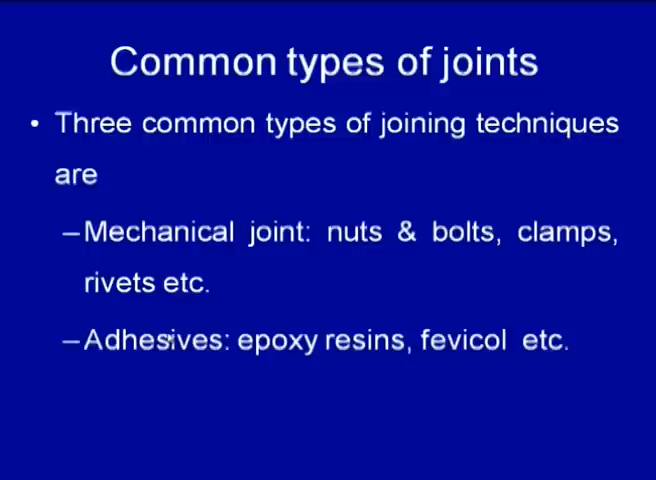 Common types of joints
• Three common types of joining techniques
are
–Mechanical joint: nuts & bolts, clamps,
rivets etc.
–Adhesives: epoxy resins, fevicol etc.